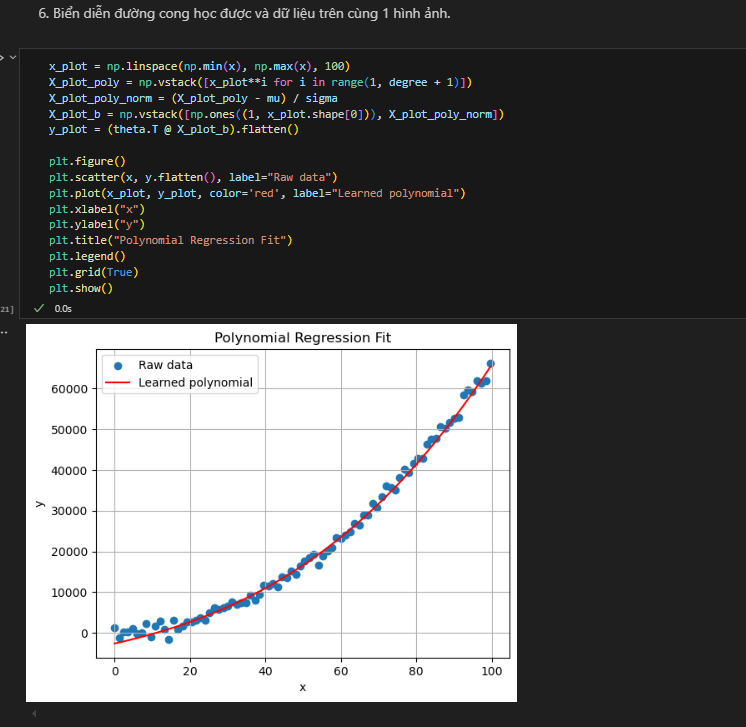 6. Biển diễn đường cong học được và dữ liệu trên cùng 1 hình ảnh.
x_plot = np.linspace(np.min(x), np.max(x), 100)
X_plot_poly = np.vstack([x_plot**i for i in range(1, degree + 1)])
X_plot_poly_norm = (X_plot_poly - mu) / sigma
X_plot_b = np.vstack([np.ones((1, x_plot.shape[0])), X_plot_poly_norm])
y_plot = (theta.T @ X_plot_b).flatten()
plt.figure()
plt.scatter(x, y.flatten(), label="Raw data")
plt.plot(x_plot, y_plot, color='red', label="Learned polynomial")
plt.xlabel("x")
plt.ylabel("y")
plt.title("Polynomial Regression Fit")
plt.legend()
plt.grid(True)
plt.show()
21]
0.0s
Polynomial Regression Fit
Raw data
Learned polynomial
60000
50000
40000
30000
20000
10000
0
y
0 20 40 60 80 100
x